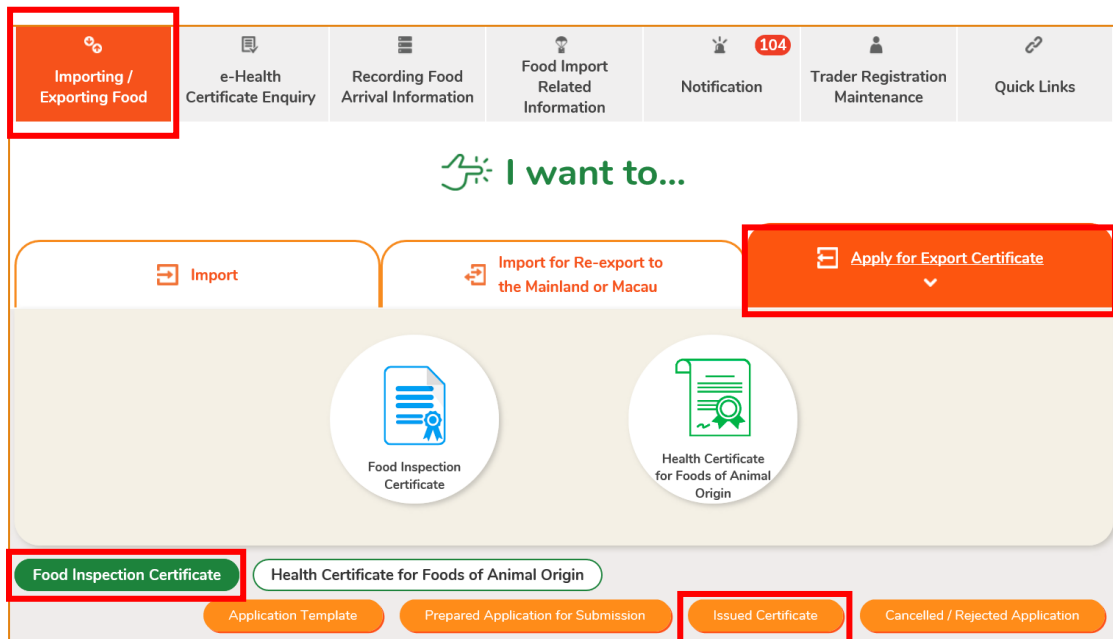 Importing /
Exporting Food
e-Health
Certificate Enquiry
Recording Food
Arrival Information
Food Import
Related
Information
104
Notification
Trader Registration
Maintenance
Quick Links
I want to...
Import
Import for Re-export to
the Mainland or Macau
Apply for Export Certificate
Food Inspection
Certificate
Health Certificate
for Foods of Animal
Origin
Food Inspection Certificate
Health Certificate for Foods of Animal Origin
Application Template
Prepared Application for Submission
Issued Certificate
Cancelled / Rejected Application